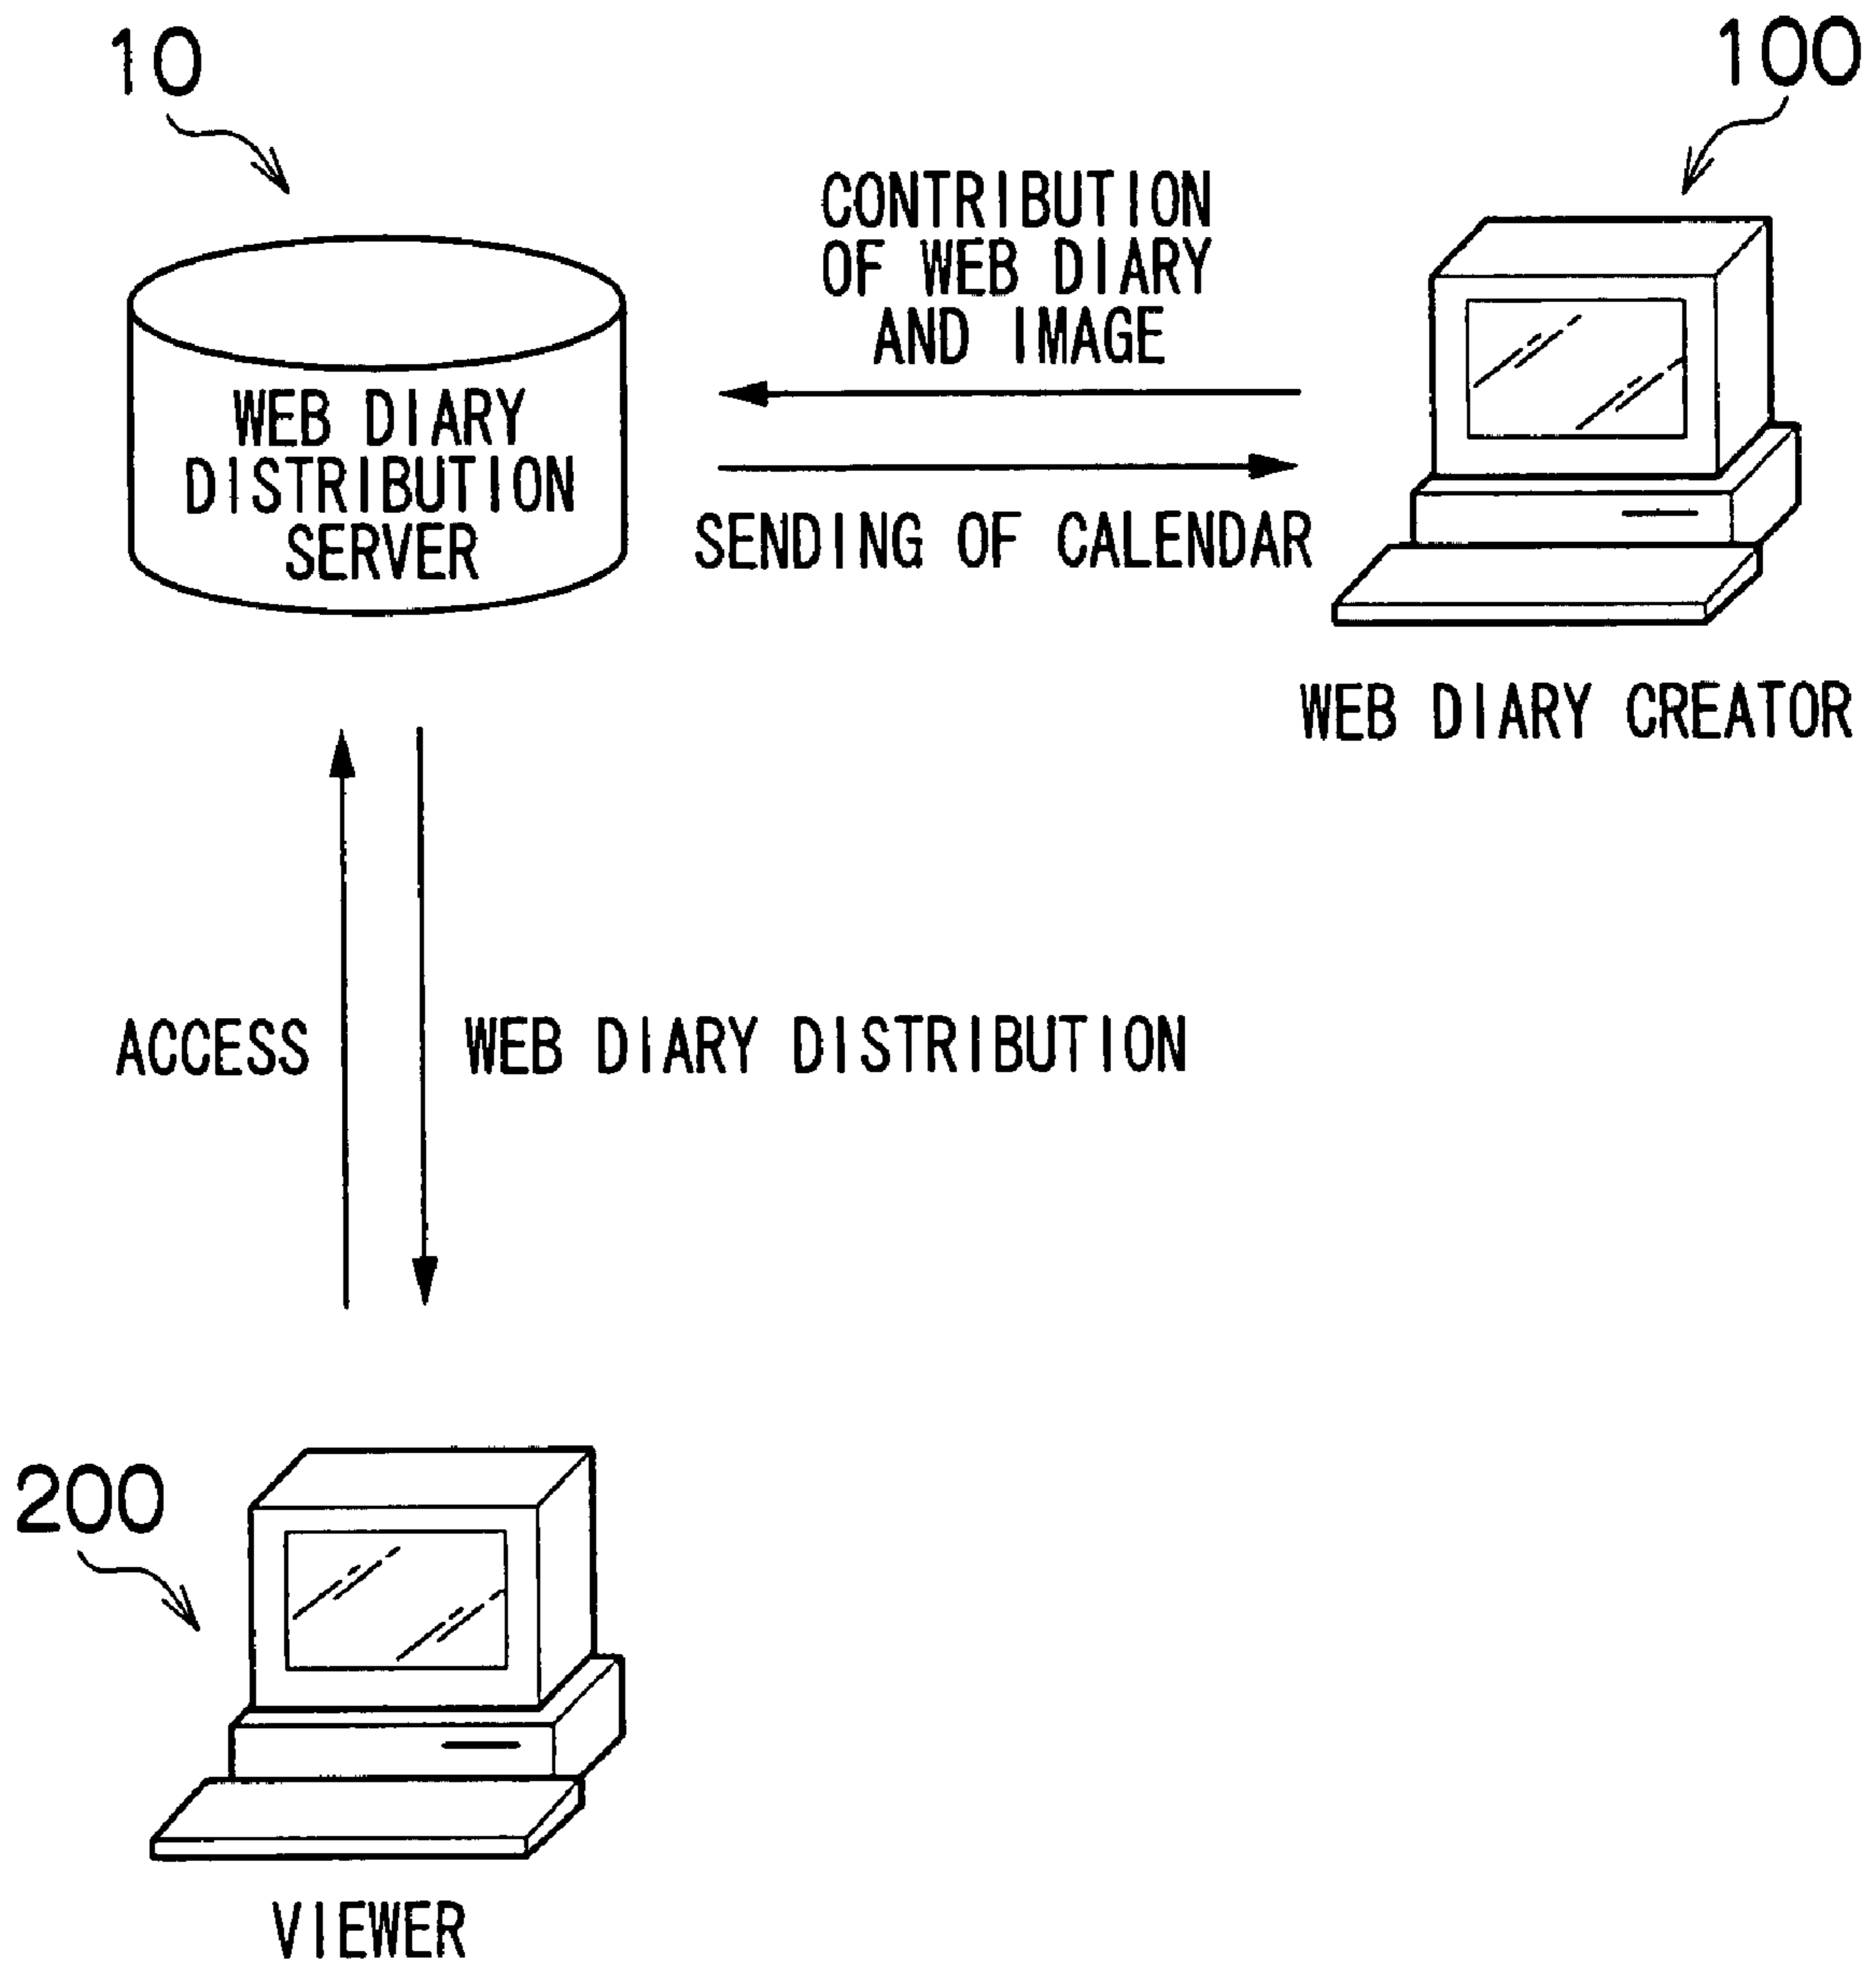 10
100
CONTRIBUTION
OF WEB DIARY
AND IMAGE
WEB DIARY
DISTRIBUTION
SERVER
SENDING OF CALENDAR
WEB DIARY CREATOR
ACCESS
WEB DIARY DISTRIBUTION
200
VIEWER